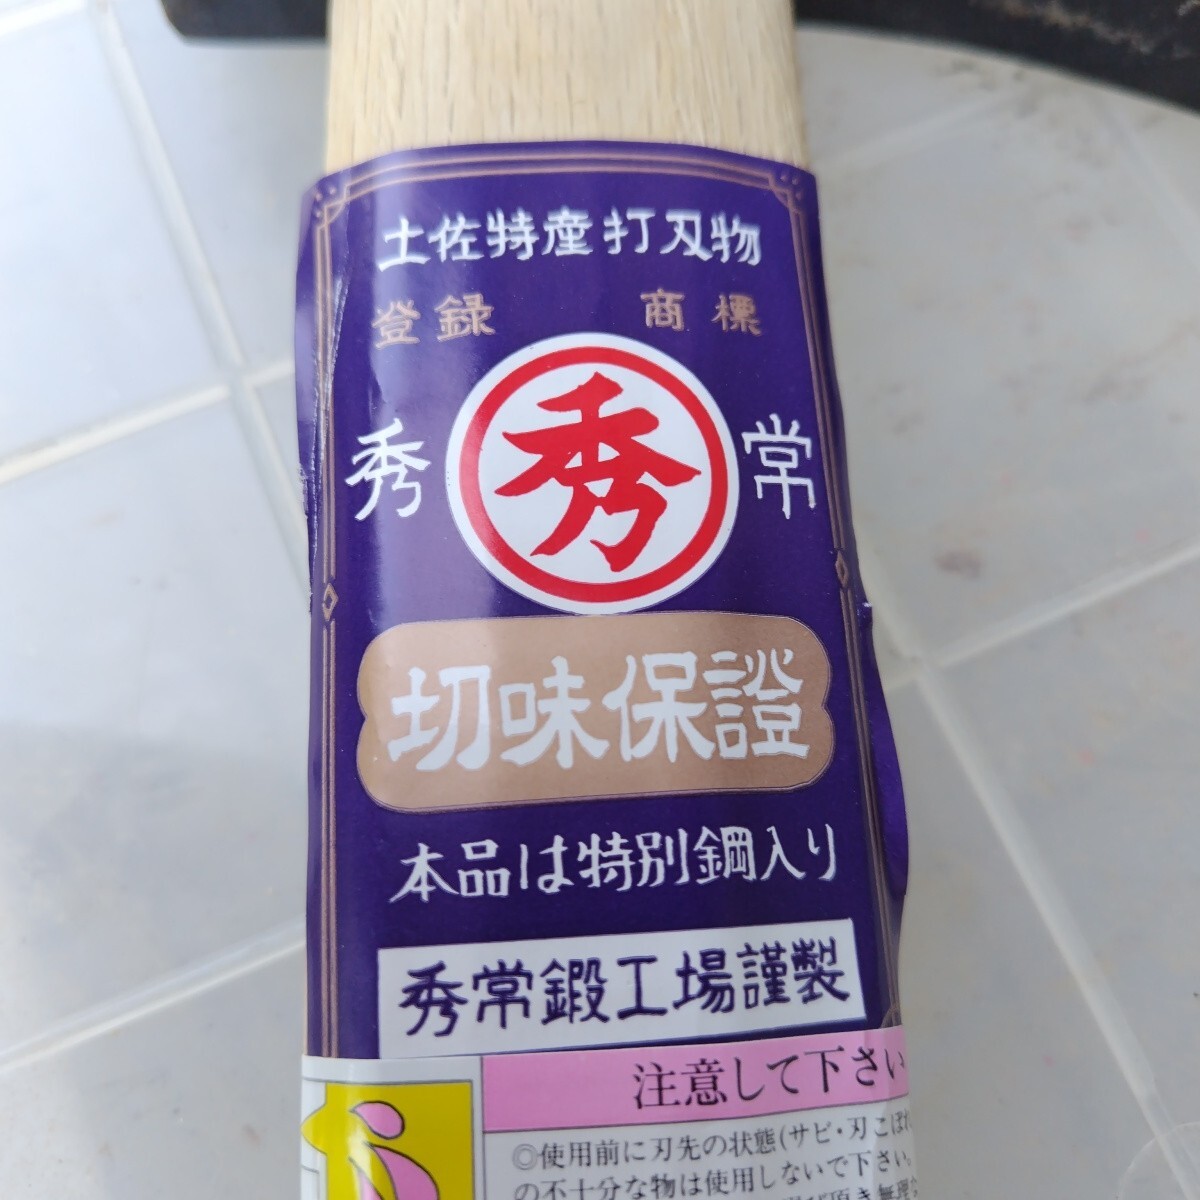 土佐特産打刃物
登録 商標
秀 秀 常
切味保證
本品は特別鋼入り
秀常鍛工場謹製
注意して下さい
◎使用前に刃先の状態(サビ・刃こぼれ
の不十分な物は使用しないで下さい。